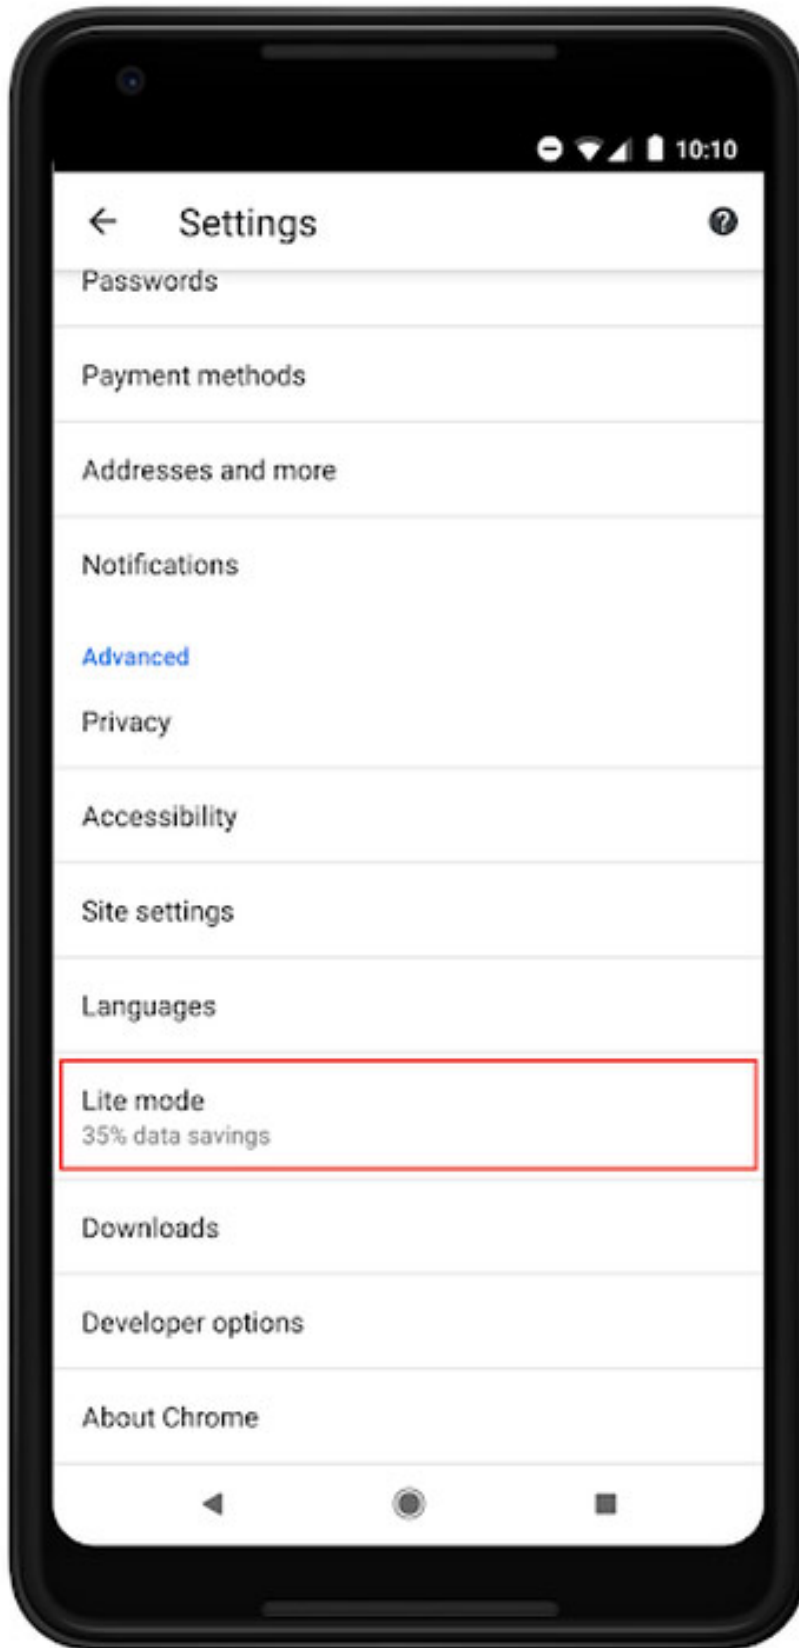 10:10
Settings
Passwords
Payment methods
Addresses and more
Notifications
Advanced
Privacy
Accessibility
Site settings
Languages
Lite mode
35% data savings
Downloads
Developer options
About Chrome